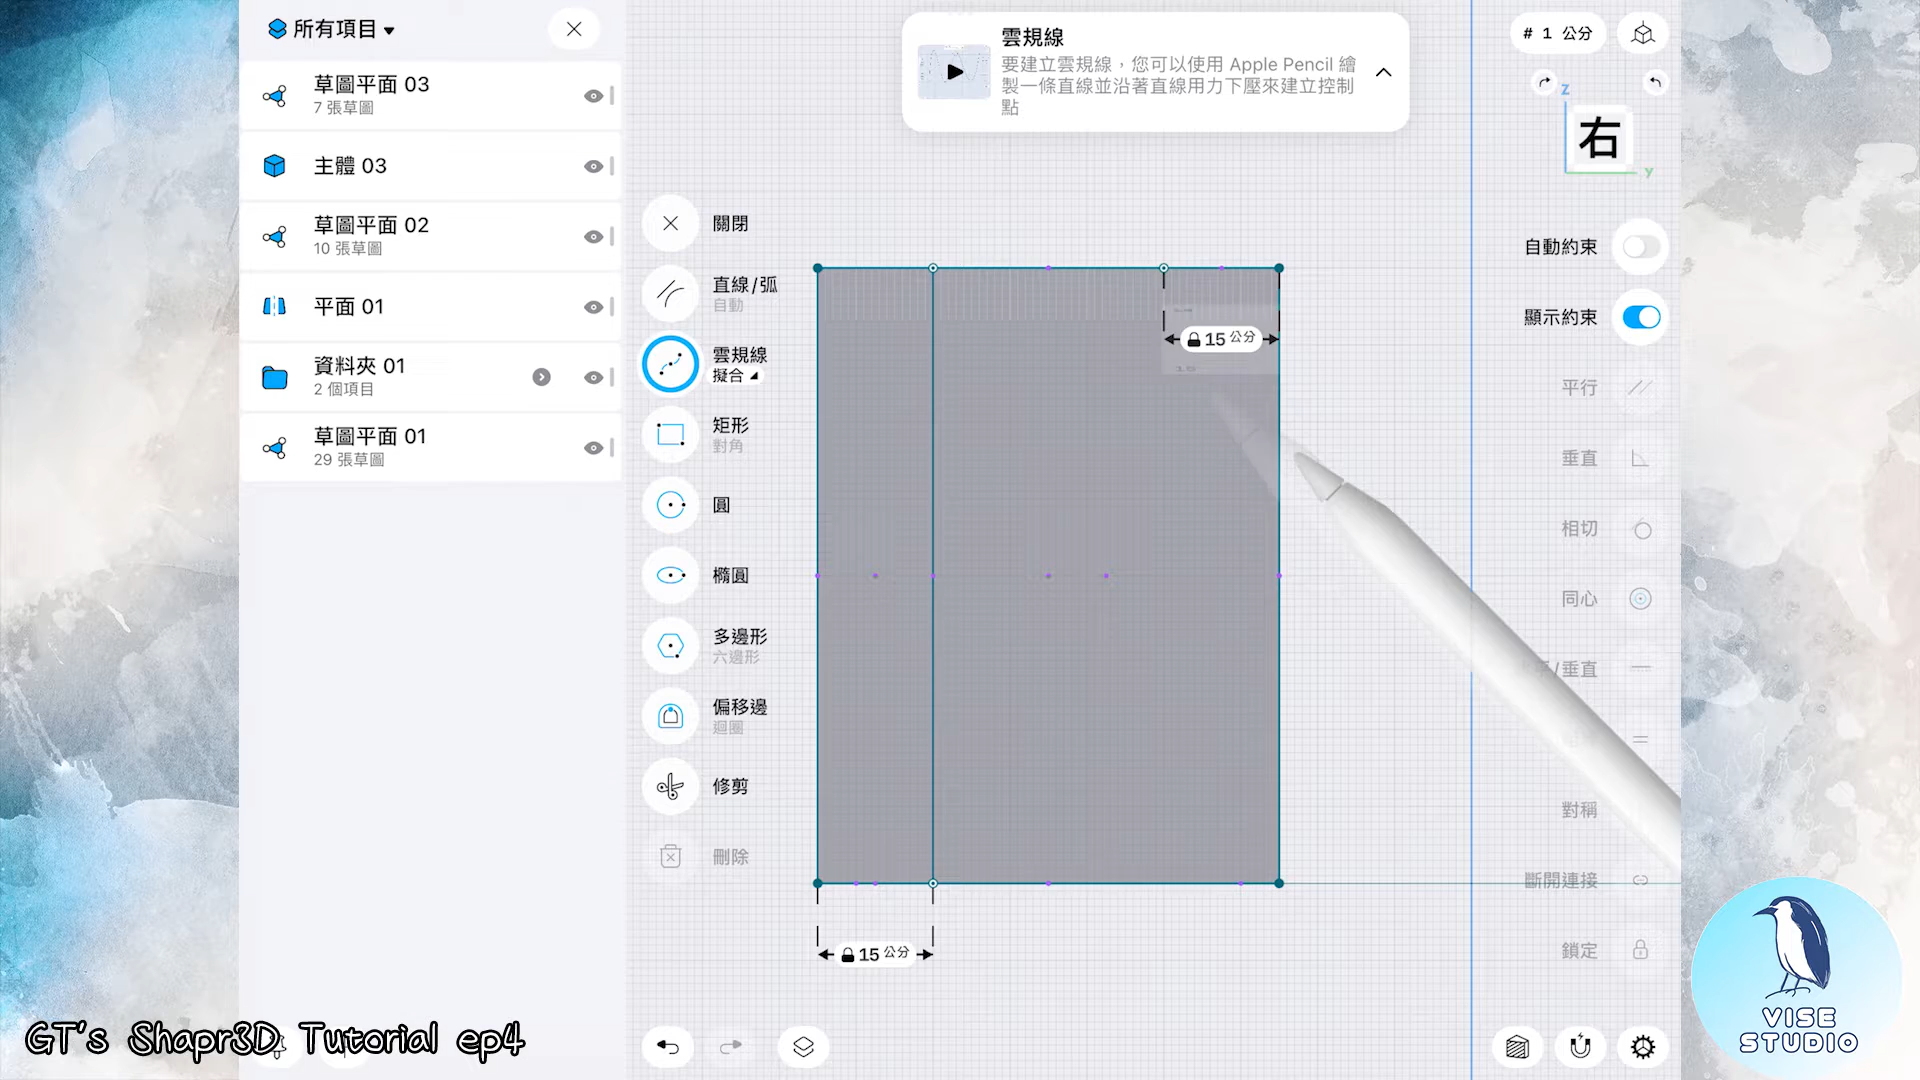 所有項目
草圖平面 03
7 張草圖
主體 03
草圖平面 02
10 張草圖
平面 01
資料夾 01
2 個項目
草圖平面 01
29 張草圖
關閉
直線/弧
自動
雲規線
擬合
矩形
對角
圓
橢圓
多邊形
六邊形
偏移邊
迴圈
修剪
刪除
雲規線
要建立雲規線，您可以使用 Apple Pencil 繪
製一條直線並沿著直線用力下壓來建立控制
點
15 公分
15 公分
# 1 公分
Z
右
y
自動約束
顯示約束
平行
垂直
相切
同心
/垂直
對稱
斷開連接
鎖定
GT's Shapr3D Tutorial ep4
VISE
STUDIO